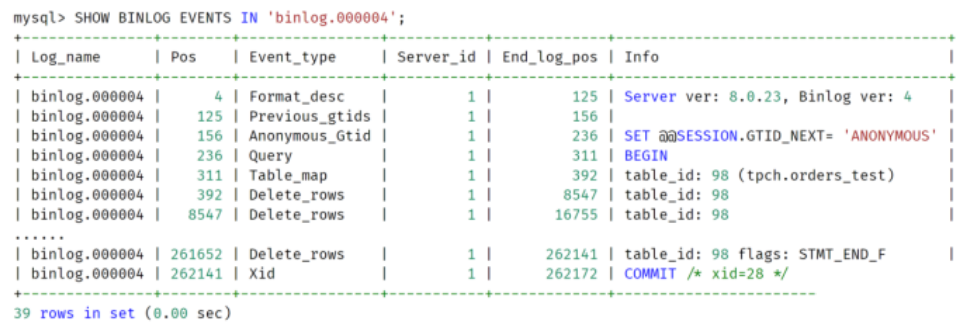 mysql> SHOW BINLOG EVENTS IN 'binlog.000004';
+---------------+--------+----------------+-----------+-------------+--------------------------------------+
| Log_name | Pos | Event_type | Server_id | End_log_pos | Info |
+---------------+--------+----------------+-----------+-------------+--------------------------------------+
| binlog.000004 | 4 | Format_desc | 1 | 125 | Server ver: 8.0.23, Binlog ver: 4 |
| binlog.000004 | 125 | Previous_gtids | 1 | 156 | |
| binlog.000004 | 156 | Anonymous_Gtid | 1 | 236 | SET @@SESSION.GTID_NEXT= 'ANONYMOUS' |
| binlog.000004 | 236 | Query | 1 | 311 | BEGIN |
| binlog.000004 | 311 | Table_map | 1 | 392 | table_id: 98 (tpch.orders_test) |
| binlog.000004 | 392 | Delete_rows | 1 | 8547 | table_id: 98 |
| binlog.000004 | 8547 | Delete_rows | 1 | 16755 | table_id: 98 |
......
| binlog.000004 | 261652 | Delete_rows | 1 | 262141 | table_id: 98 flags: STMT_END_F |
| binlog.000004 | 262141 | Xid | 1 | 262172 | COMMIT /* xid=28 */
+---------------+--------+----------------+-----------+-------------+-----------------------
39 rows in set (0.00 sec)